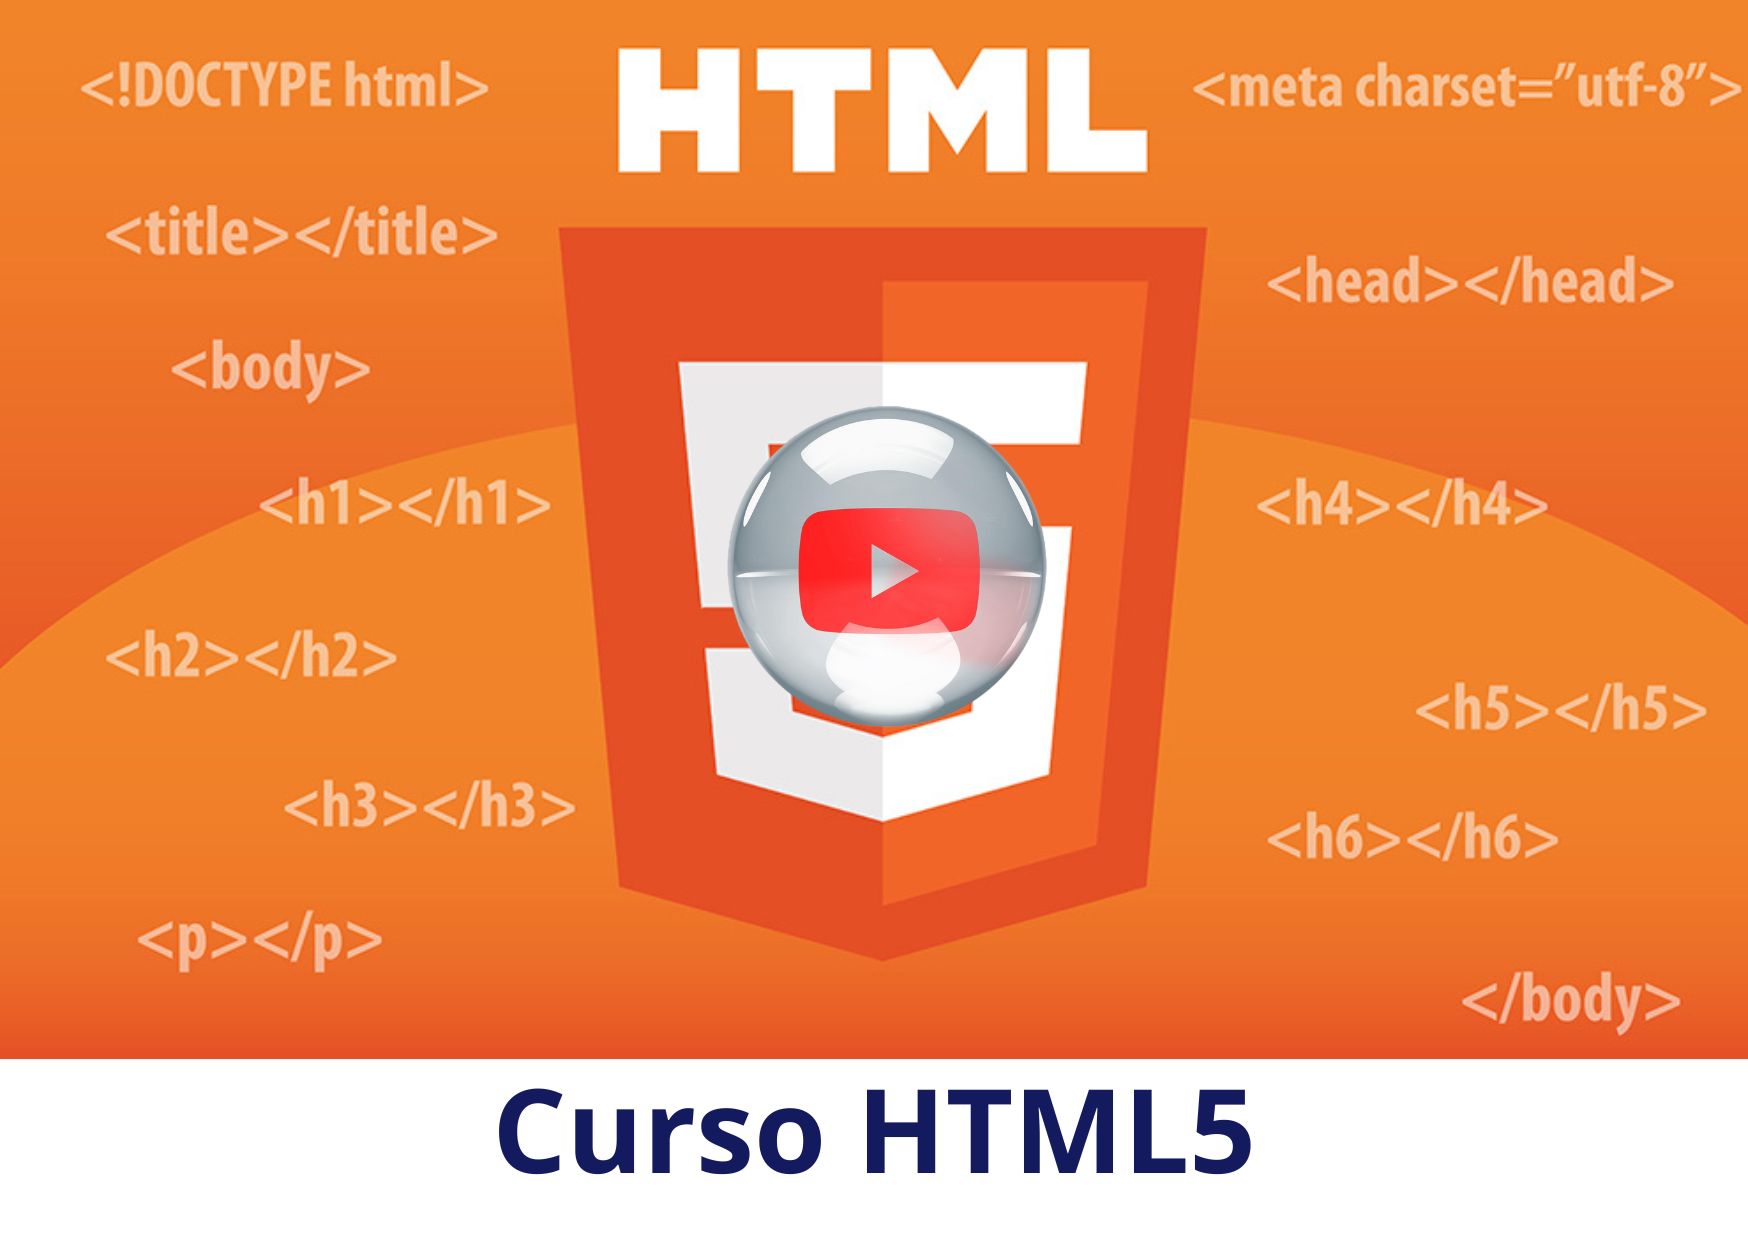 HTML
<!DOCTYPE html>
<meta charset="utf-8">
<title></title>
<head></head>
<body>
<h1></h1>
<h4></h4>
<h2></h2>
<h5></h5>
<h3></h3>
<h6></h6>
<p></p>
</body>
5
Curso HTML5